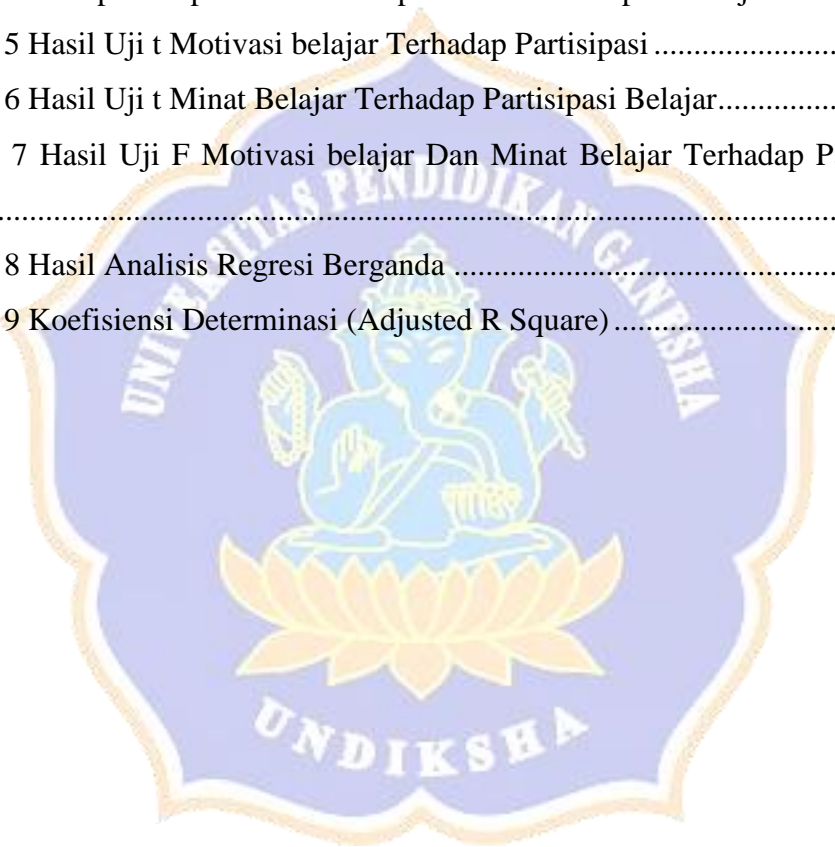 5 Hasil Uji t Motivasi belajar Terhadap Partisipasi ......................
6 Hasil Uji t Minat Belajar Terhadap Partisipasi Belajar..............
7 Hasil Uji F Motivasi belajar Dan Minat Belajar Terhadap P
................................................................................................
8 Hasil Analisis Regresi Berganda ..............................................
9 Koefisiensi Determinasi (Adjusted R Square) ...........................
UNIVERSITAS PENDIDIKAN GANESHA
UNDIKSHA